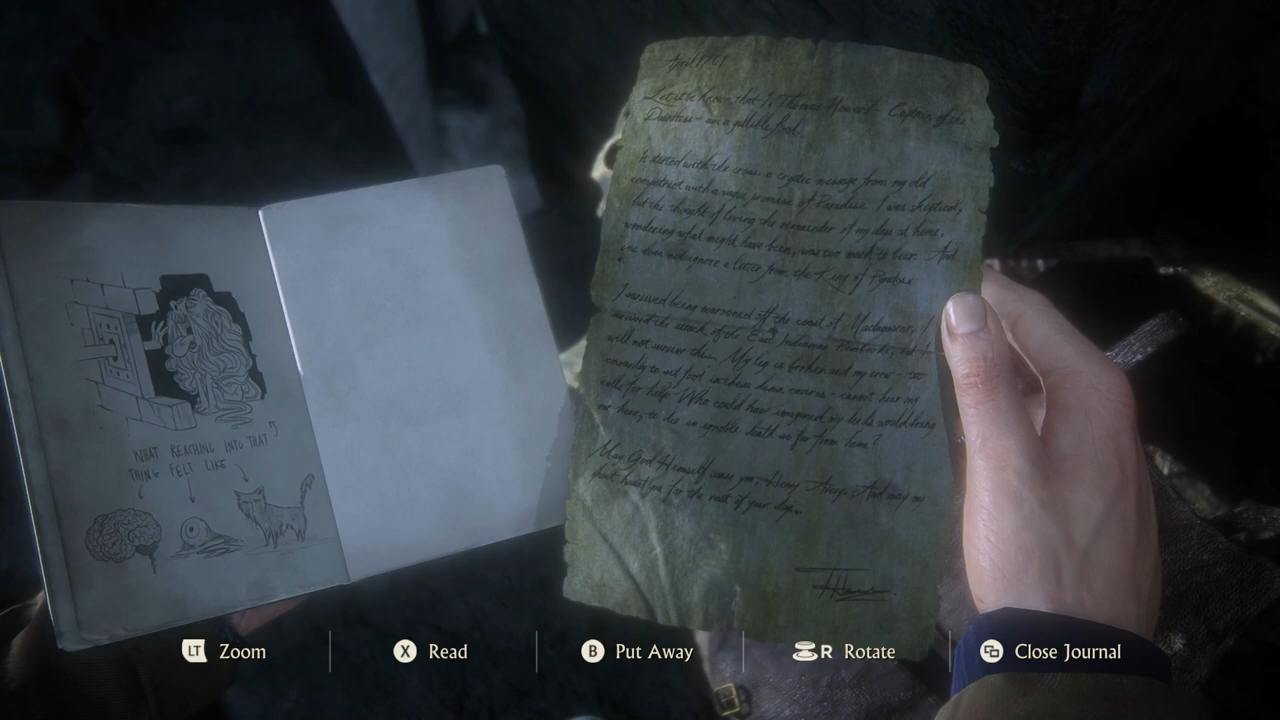 WHAT REACHING INTO THAT
THING FELT LIKE
April 1701
Let it be known that I, Thomas Howard - Captain of the
Dauntless - am a gullible fool.
It started with the cross: a cryptic message from my old
compatriot with a vague promise of Paradise. I was skeptical,
but the thought of living the remainder of my days at home,
wondering what might have been, was too much to bear. And
one does not ignore a letter from the King of Pirates.
I survived being marooned off the coast of Madagascar, I
survived the attack of the East Indiaman Pembroke, but I
will not survive this. My leg is broken and my crew - too
cowardly to set foot in these damn caverns - cannot hear my
calls for help. Who could have imagined my deeds would bring
me here, to die an ignoble death so far from home?
May God Himself curse you, Henry Avery. And may my
ghost haunt you for the rest of your days.
LT Zoom
X Read
B Put Away
R Rotate
Close Journal